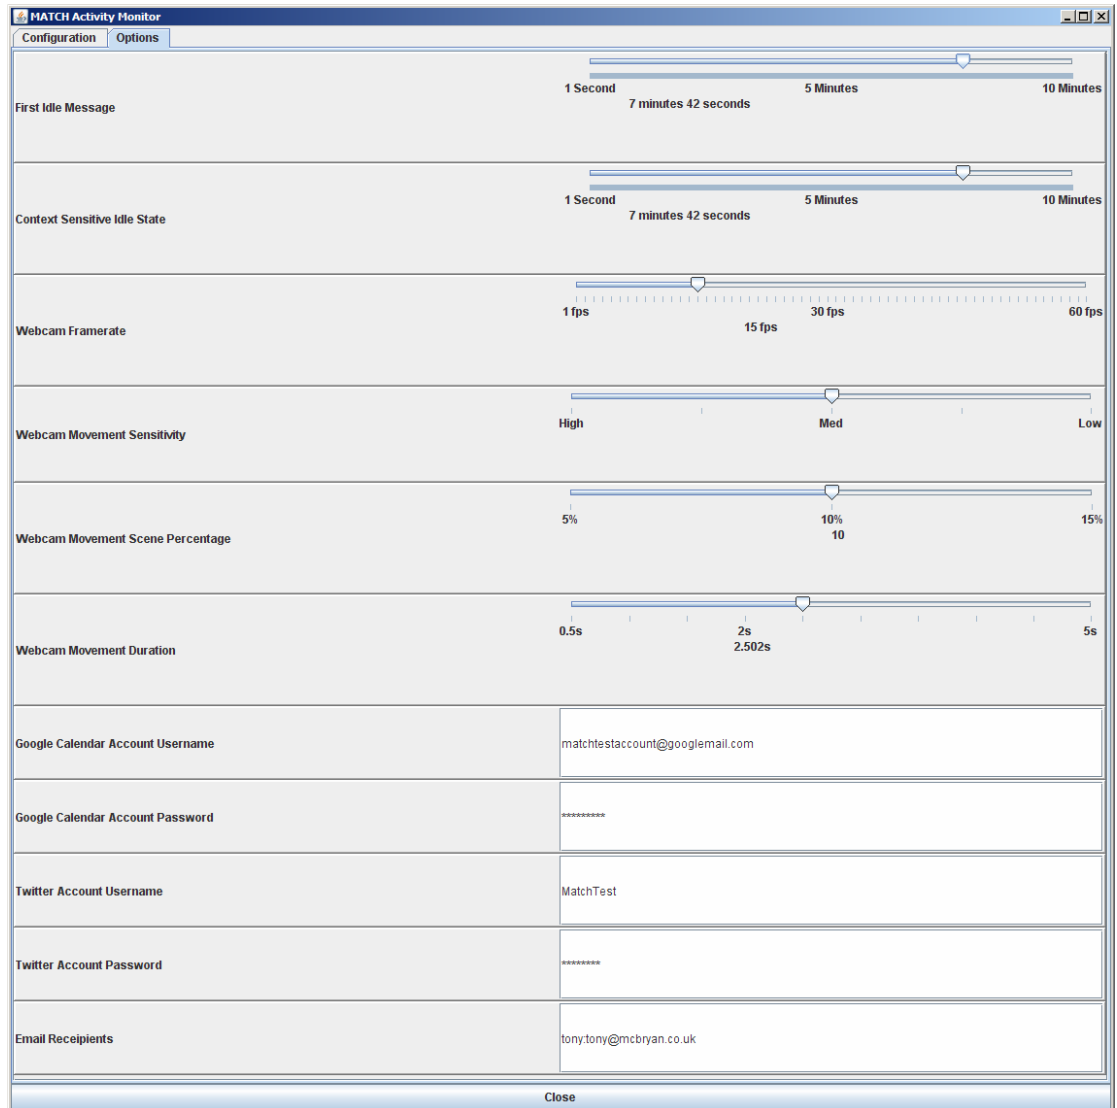 MATCH Activity Monitor
Configuration Options
First Idle Message
1 Second 5 Minutes 10 Minutes
7 minutes 42 seconds
Context Sensitive Idle State
1 Second 5 Minutes 10 Minutes
7 minutes 42 seconds
Webcam Framerate
1 fps 30 fps 60 fps
15 fps
Webcam Movement Sensitivity
High Med Low
Webcam Movement Scene Percentage
5% 10% 15%
10
Webcam Movement Duration
0.5s 2s 5s
2.502s
Google Calendar Account Username
matchtestaccount@googlemail.com
Google Calendar Account Password
*********
Twitter Account Username
MatchTest
Twitter Account Password
********
Email Receipients
tony:tony@mcbryan.co.uk
Close